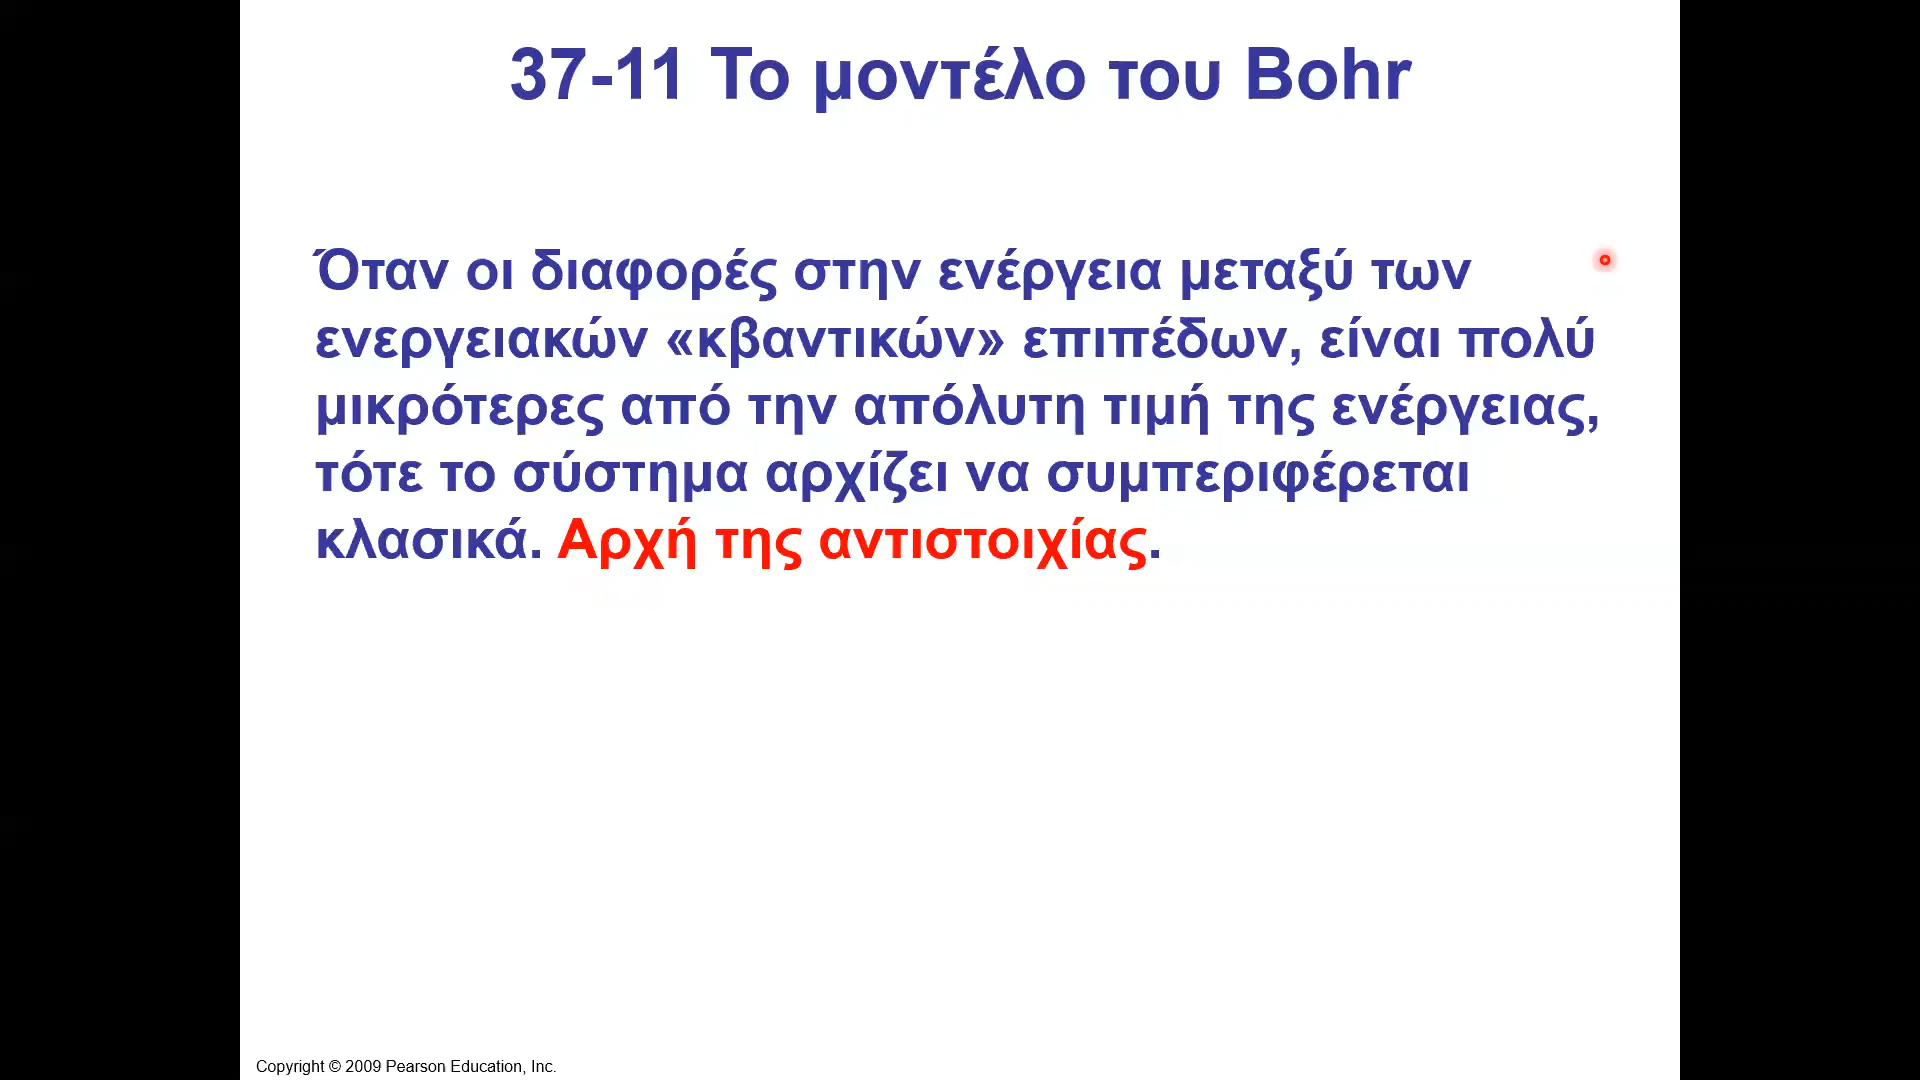 37-11 Το μοντέλο του Bohr
Όταν οι διαφορές στην ενέργεια μεταξύ των
ενεργειακών «κβαντικών» επιπέδων, είναι πολύ
μικρότερες από την απόλυτη τιμή της ενέργειας,
τότε το σύστημα αρχίζει να συμπεριφέρεται
κλασικά. Αρχή της αντιστοιχίας.
Copyright © 2009 Pearson Education, Inc.